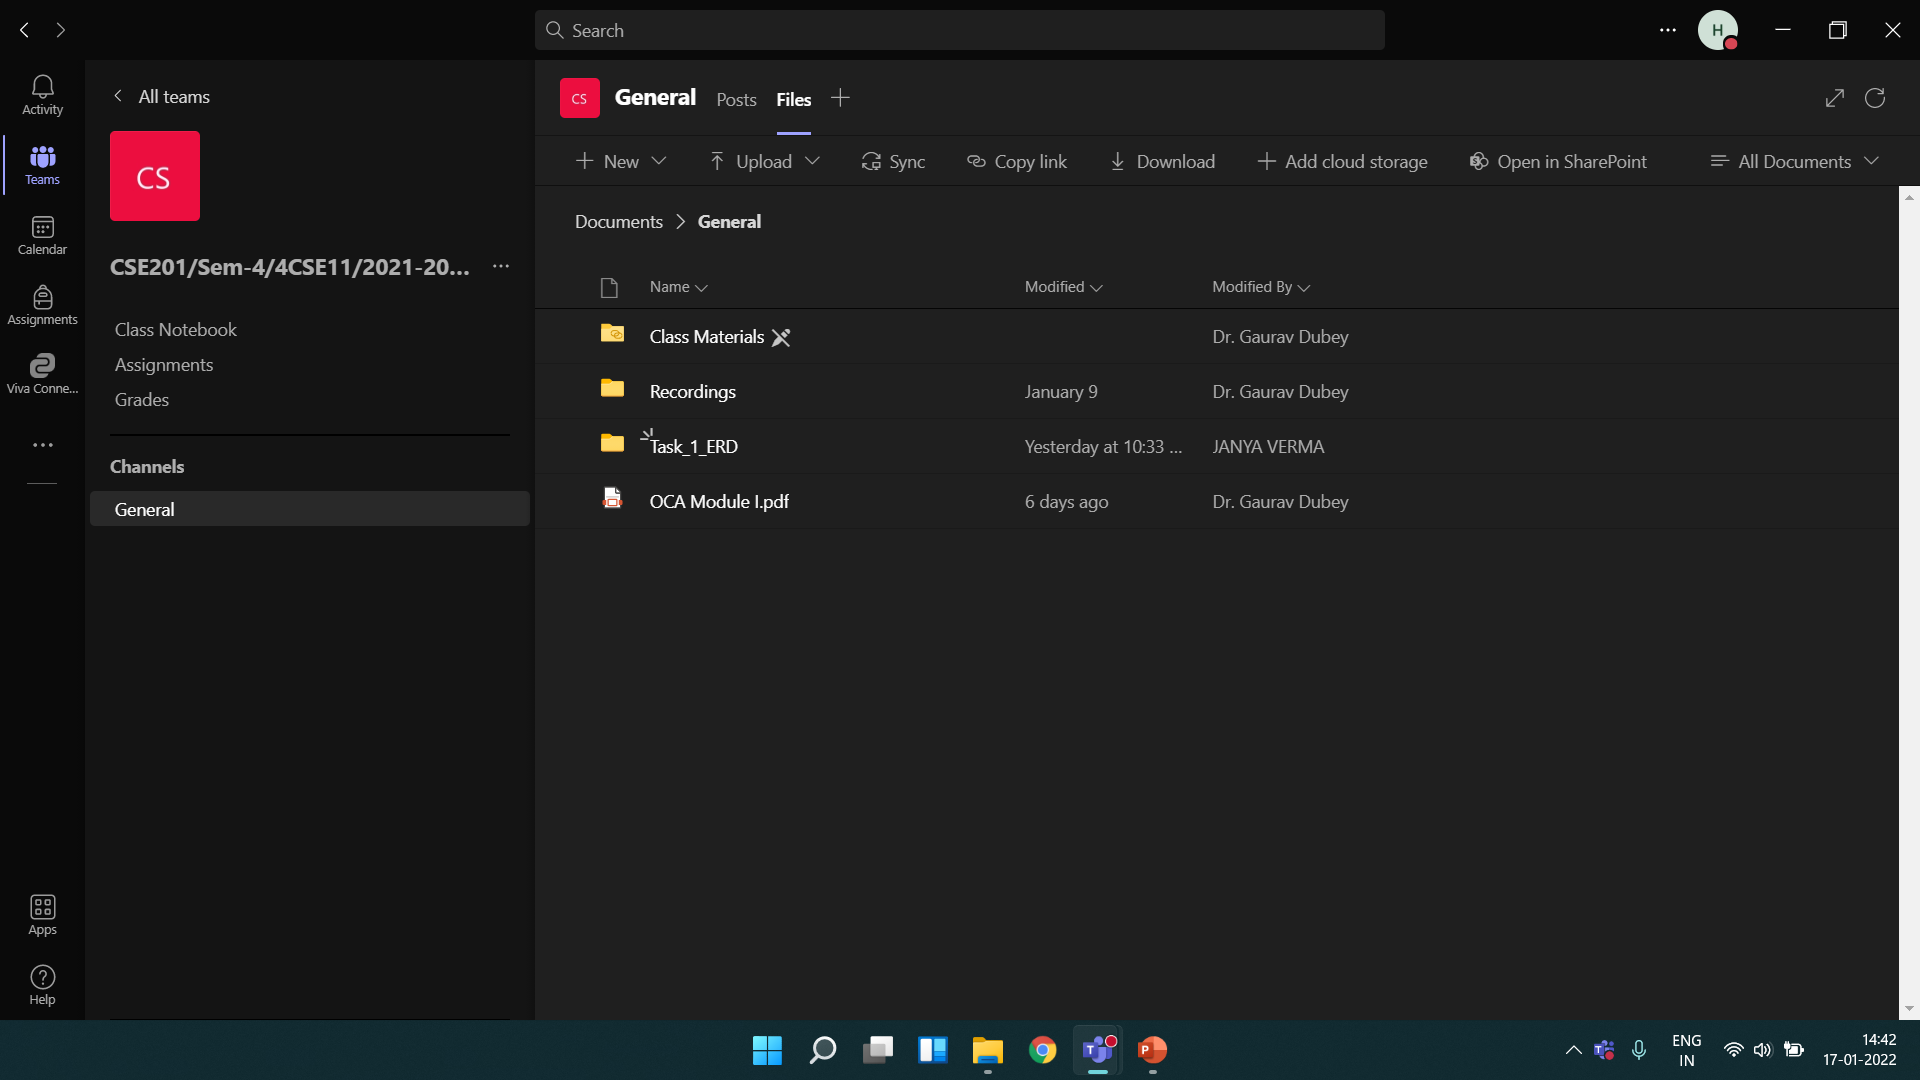 Search
H
Activity
Teams
Calendar
Assignments
Viva Conne...
Apps
Help
All teams
CS
CSE201/Sem-4/4CSE11/2021-20...
Class Notebook
Assignments
Grades
Channels
General
CS General Posts Files
New Upload Sync Copy link Download Add cloud storage Open in SharePoint All Documents
Documents > General
Name Modified Modified By
Class Materials Dr. Gaurav Dubey
Recordings January 9 Dr. Gaurav Dubey
Task_1_ERD Yesterday at 10:33 ... JANYA VERMA
OCA Module I.pdf 6 days ago Dr. Gaurav Dubey
ENG
IN
14:42
17-01-2022